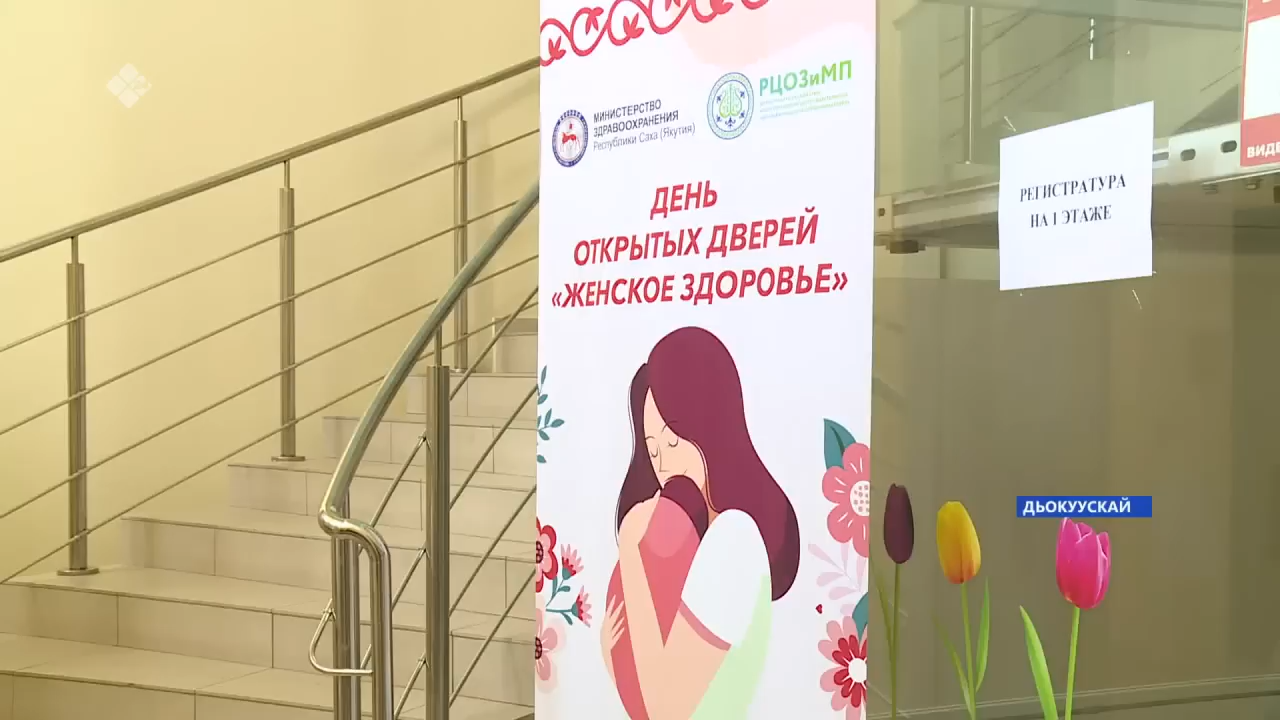 МИНИСТЕРСТВО
ЗДРАВООХРАНЕНИЯ
Республики Саха (Якутия)
РЦОЗиМП
ДЕНЬ
ОТКРЫТЫХ ДВЕРЕЙ
«ЖЕНСКОЕ ЗДОРОВЬЕ»
РЕГИСТРАТУРА
НА 1 ЭТАЖЕ
ДЬОКУУСКАЙ